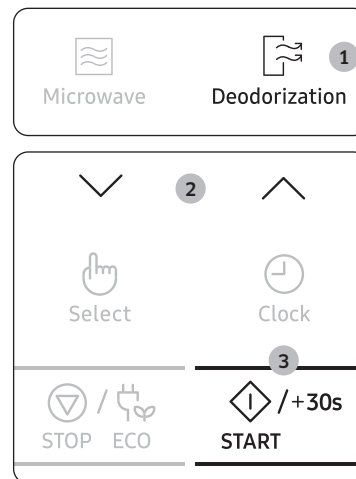 1
Microwave Deodorization
2
Select Clock
3
/ /+30s
STOP ECO START